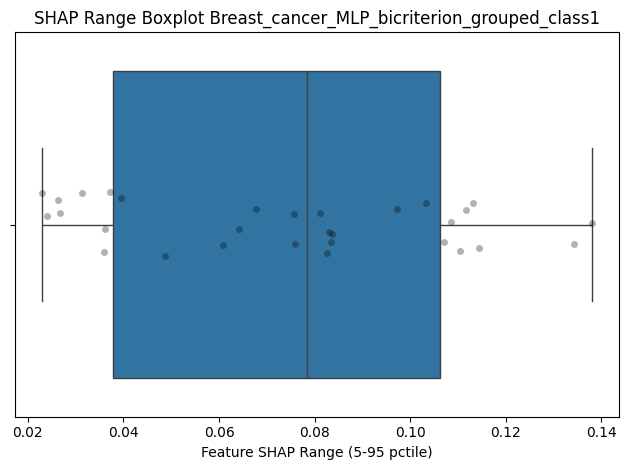 SHAP Range Boxplot Breast_cancer_MLP_bicriterion_grouped_class1
0.02 0.04 0.06 0.08 0.10 0.12 0.14
Feature SHAP Range (5-95 pctile)